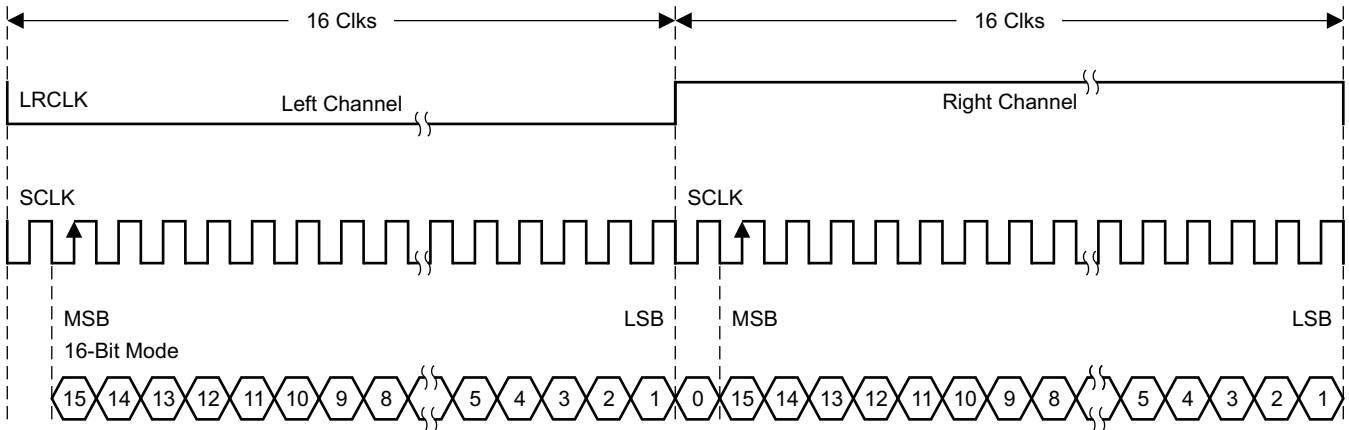 16 Clks 16 Clks
LRCLK Left Channel Right Channel
SCLK SCLK
MSB LSB MSB LSB
16-Bit Mode
15 14 13 12 11 10 9 8 5 4 3 2 1 0 15 14 13 12 11 10 9 8 5 4 3 2 1